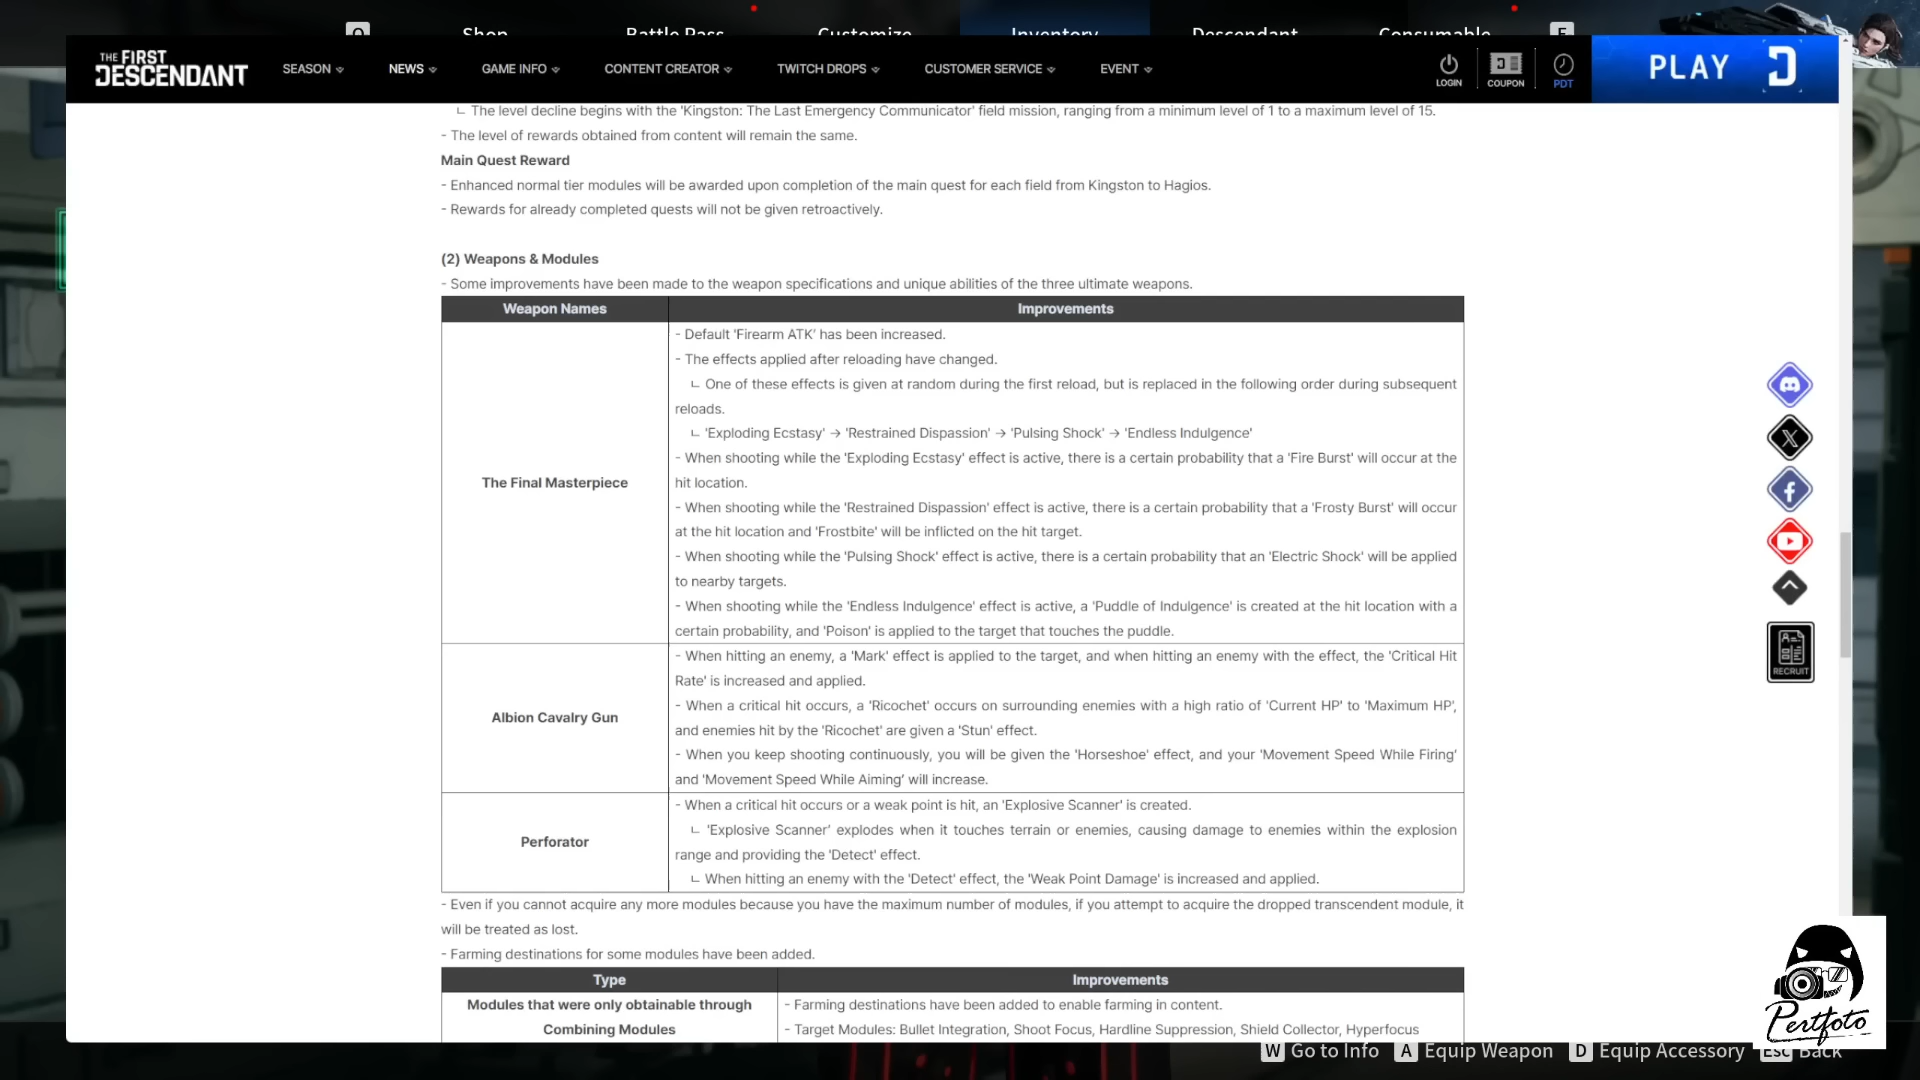 Shop Battle Pass Customize Inventory Descendant Consumable
THE FIRST DESCENDANT
SEASON NEWS GAME INFO CONTENT CREATOR TWITCH DROPS CUSTOMER SERVICE EVENT
LOGIN COUPON PDT
PLAY
ㄴ The level decline begins with the 'Kingston: The Last Emergency Communicator' field mission, ranging from a minimum level of 1 to a maximum level of 15.
- The level of rewards obtained from content will remain the same.
Main Quest Reward
- Enhanced normal tier modules will be awarded upon completion of the main quest for each field from Kingston to Hagios.
- Rewards for already completed quests will not be given retroactively.
(2) Weapons & Modules
- Some improvements have been made to the weapon specifications and unique abilities of the three ultimate weapons.
Weapon Names Improvements
The Final Masterpiece
- Default 'Firearm ATK' has been increased.
- The effects applied after reloading have changed.
ㄴ One of these effects is given at random during the first reload, but is replaced in the following order during subsequent
reloads.
ㄴ 'Exploding Ecstasy' → 'Restrained Dispassion' → 'Pulsing Shock' → 'Endless Indulgence'
- When shooting while the 'Exploding Ecstasy' effect is active, there is a certain probability that a 'Fire Burst' will occur at the
hit location.
- When shooting while the 'Restrained Dispassion' effect is active, there is a certain probability that a 'Frosty Burst' will occur
at the hit location and 'Frostbite' will be inflicted on the hit target.
- When shooting while the 'Pulsing Shock' effect is active, there is a certain probability that an 'Electric Shock' will be applied
to nearby targets.
- When shooting while the 'Endless Indulgence' effect is active, a 'Puddle of Indulgence' is created at the hit location with a
certain probability, and 'Poison' is applied to the target that touches the puddle.
Albion Cavalry Gun
- When hitting an enemy, a 'Mark' effect is applied to the target, and when hitting an enemy with the effect, the 'Critical Hit
Rate' is increased and applied.
- When a critical hit occurs, a 'Ricochet' occurs on surrounding enemies with a high ratio of 'Current HP' to 'Maximum HP',
and enemies hit by the 'Ricochet' are given a 'Stun' effect.
- When you keep shooting continuously, you will be given the 'Horseshoe' effect, and your 'Movement Speed While Firing'
and 'Movement Speed While Aiming' will increase.
Perforator
- When a critical hit occurs or a weak point is hit, an 'Explosive Scanner' is created.
ㄴ 'Explosive Scanner' explodes when it touches terrain or enemies, causing damage to enemies within the explosion
range and providing the 'Detect' effect.
ㄴ When hitting an enemy with the 'Detect' effect, the 'Weak Point Damage' is increased and applied.
- Even if you cannot acquire any more modules because you have the maximum number of modules, if you attempt to acquire the dropped transcendent module, it
will be treated as lost.
- Farming destinations for some modules have been added.
Type Improvements
Modules that were only obtainable through
Combining Modules
- Farming destinations have been added to enable farming in content.
- Target Modules: Bullet Integration, Shoot Focus, Hardline Suppression, Shield Collector, Hyperfocus
RECRUIT
Pertfoto
W Go to Info A Equip Weapon D Equip Accessory Esc Back